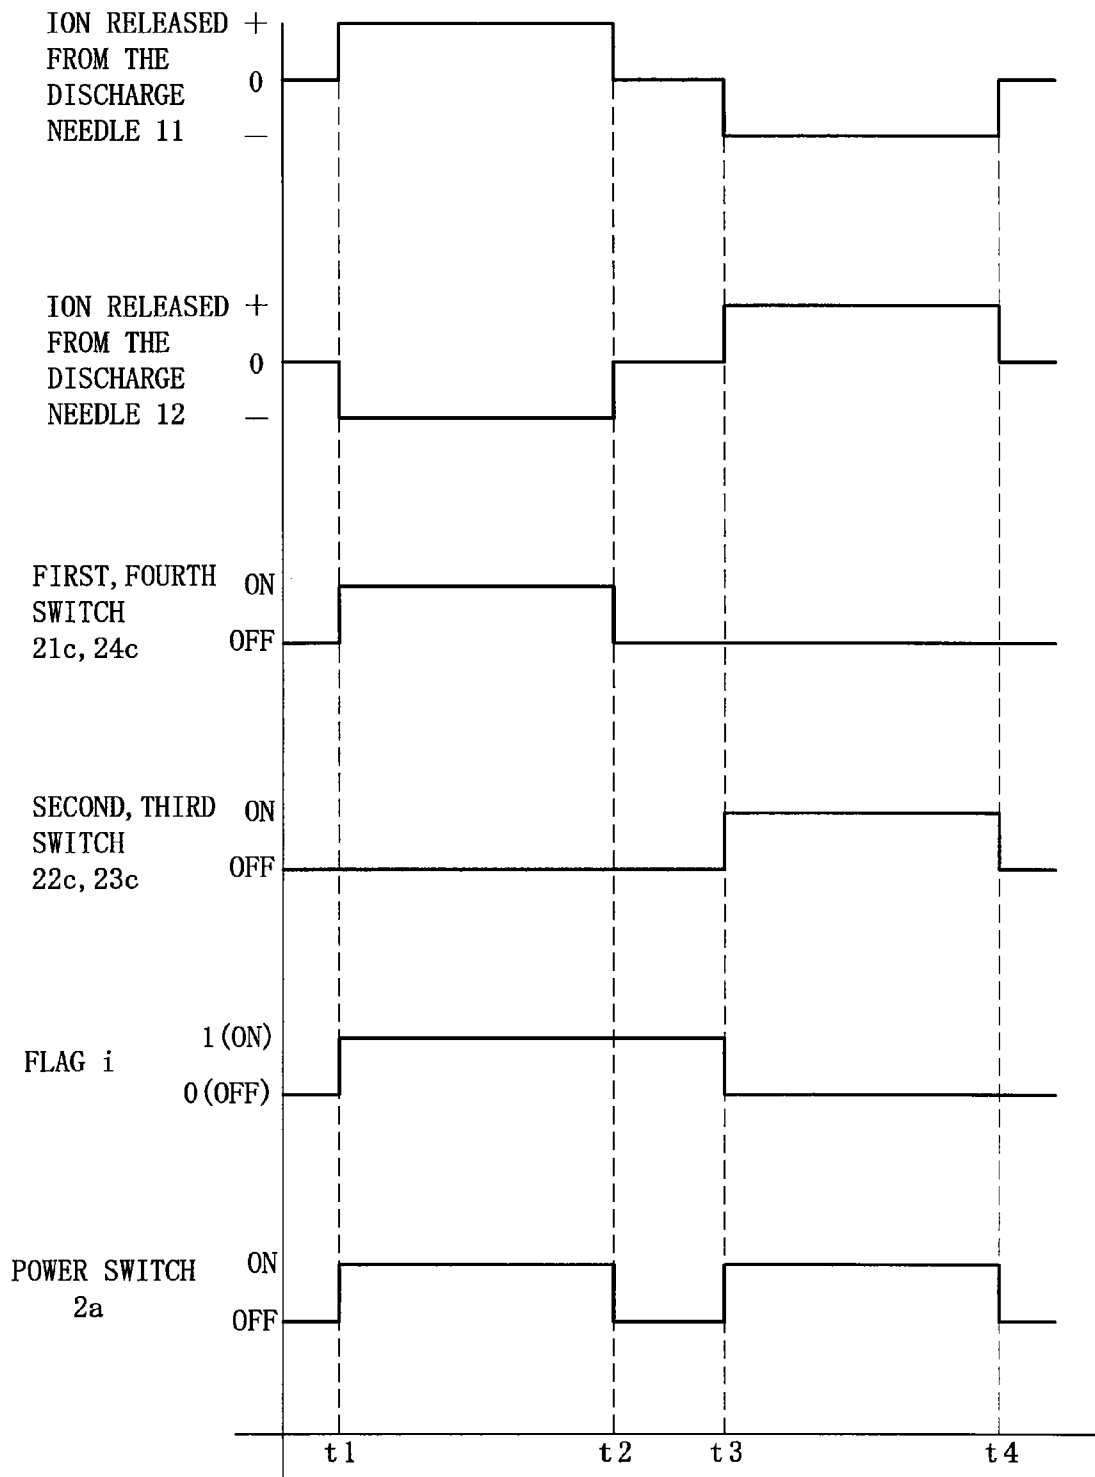 ION RELEASED +
FROM THE
0
DISCHARGE
NEEDLE 11 —
ION RELEASED +
FROM THE
0
DISCHARGE
NEEDLE 12 —
FIRST, FOURTH ON
SWITCH
21c, 24c OFF
SECOND, THIRD ON
SWITCH
22c, 23c OFF
1(ON)
FLAG i
0(OFF)
POWER SWITCH ON
2a
OFF
t1 t2 t3 t4